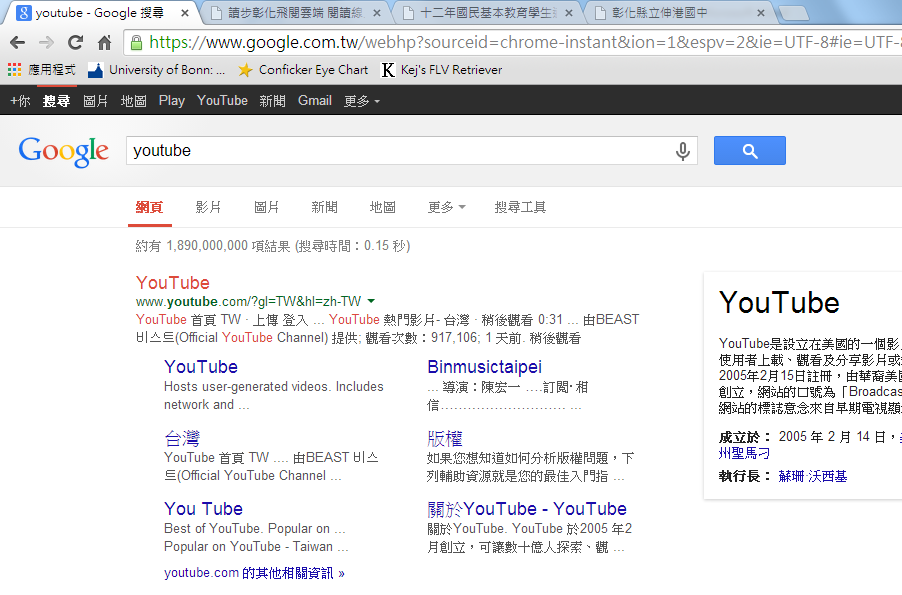 youtube - Google 搜尋
讀步彰化飛閱雲端 閱讀線
十二年國民基本教育學生
彰化縣立伸港國中
https://www.google.com.tw/webhp?sourceid=chrome-instant&ion=1&espv=2&ie=UTF-8#ie=UTF-8
應用程式 University of Bonn: ... Conficker Eye Chart K Kej's FLV Retriever
+你 搜尋 圖片 地圖 Play YouTube 新聞 Gmail 更多
Google youtube
網頁 影片 圖片 新聞 地圖 更多 搜尋工具
約有 1,890,000,000 項結果 (搜尋時間：0.15 秒)
YouTube
www.youtube.com/?gl=TW&hl=zh-TW
YouTube 首頁 TW · 上傳 登入 ... YouTube 熱門影片- 台灣 · 稍後觀看 0:31 ... 由BEAST
비스트(Official YouTube Channel) 提供; 觀看次數：917,106; 1 天前. 稍後觀看
YouTube
Hosts user-generated videos. Includes
network and ...
Binmusictaipei
... 導演：陳宏一 ....訂閱· 相
信............................ ...
台灣
YouTube 首頁 TW .... 由BEAST 비스
트(Official YouTube Channel ...
版權
如果您想知道如何分析版權問題，下
列輔助資源就是您的最佳入門指 ...
You Tube
Best of YouTube. Popular on ...
Popular on YouTube - Taiwan ...
關於YouTube - YouTube
關於YouTube. YouTube 於2005 年2
月創立，可讓數十億人探索、觀 ...
youtube.com 的其他相關資訊 »
YouTube
YouTube是設立在美國的一個影
使用者上載、觀看及分享影片或
2005年2月15日註冊，由華裔美
創立，網站的口號為「Broadcas
網站的標誌意念來自早期電視顯
成立於： 2005 年 2 月 14 日，
州聖馬刁
執行長： 蘇珊·沃西基